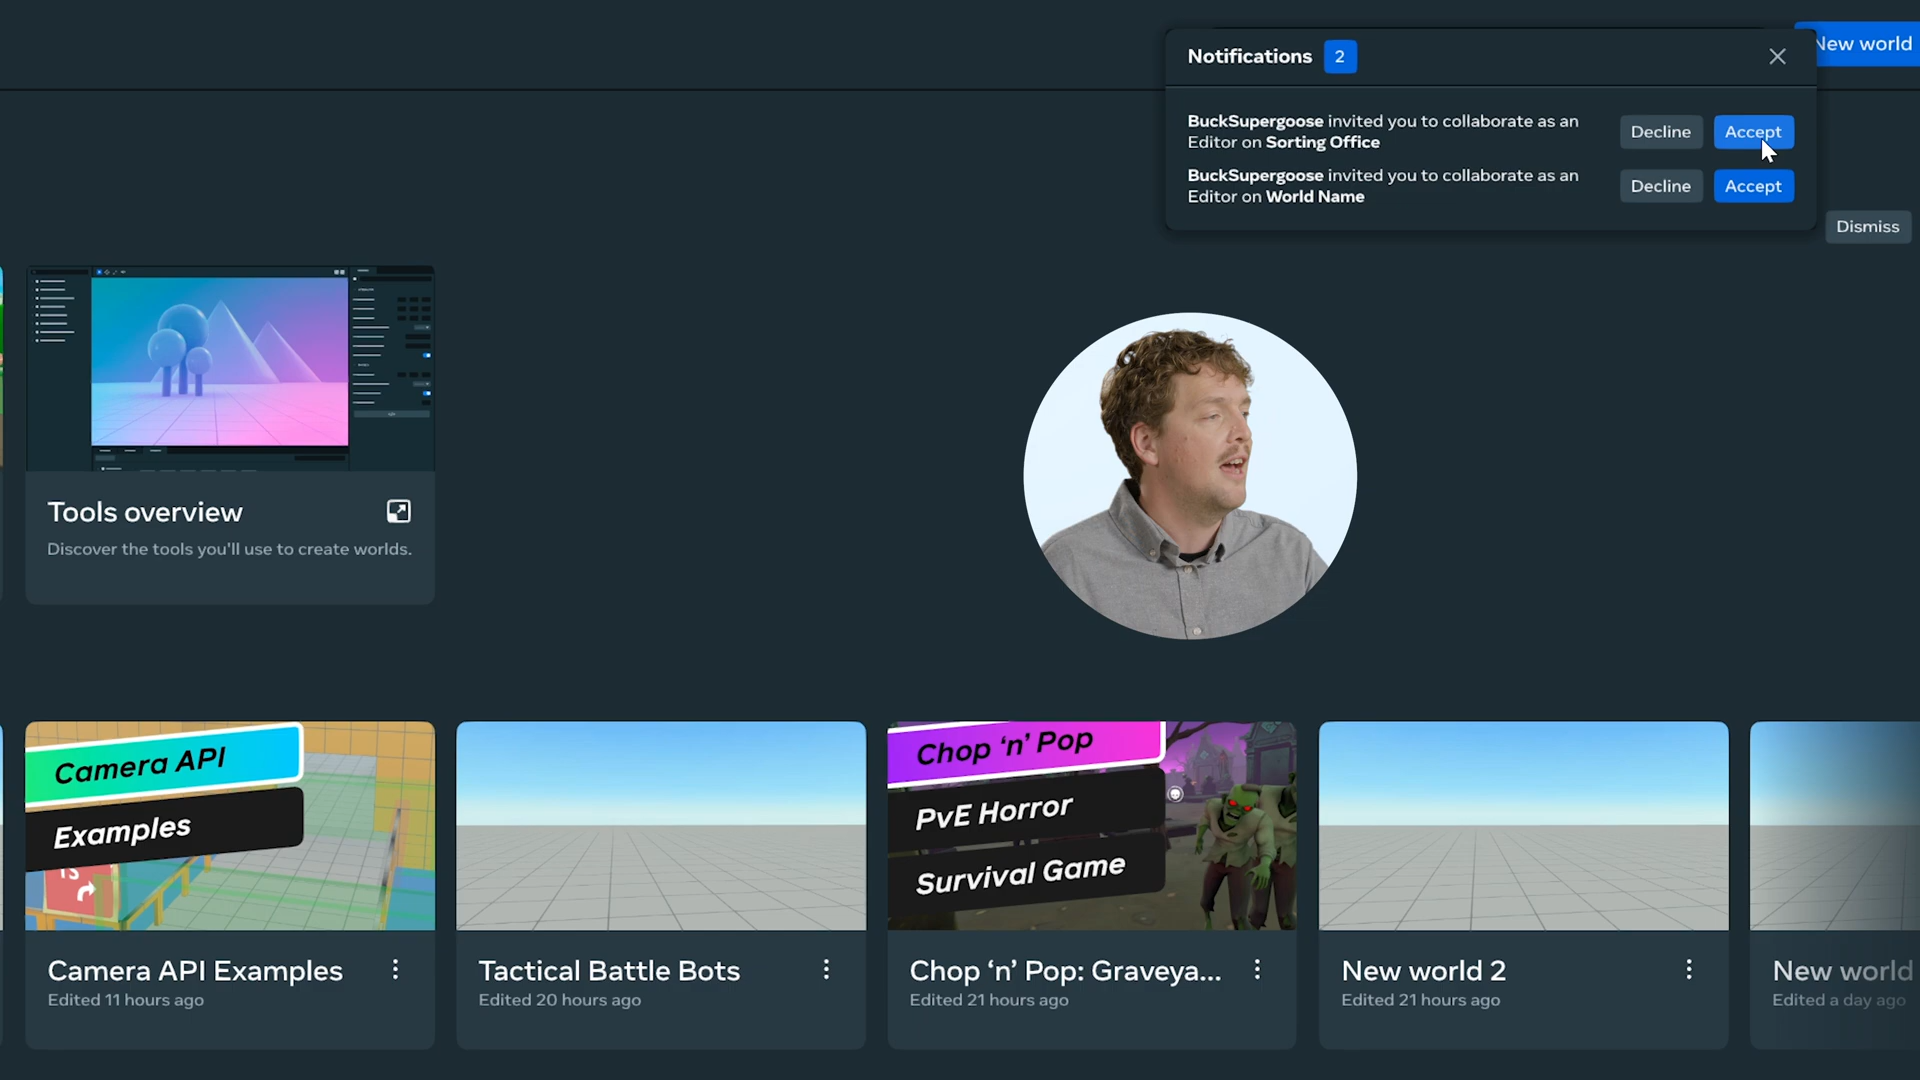 New world
Notifications 2
BuckSupergoose invited you to collaborate as an
Editor on Sorting Office
Decline
Accept
BuckSupergoose invited you to collaborate as an
Editor on World Name
Decline
Accept
Dismiss
Tools overview
Discover the tools you'll use to create worlds.
Camera API
Examples
Camera API Examples
Edited 11 hours ago
Tactical Battle Bots
Edited 20 hours ago
Chop ‘n’ Pop
PvE Horror
Survival Game
Chop ‘n’ Pop: Graveya...
Edited 21 hours ago
New world 2
Edited 21 hours ago
New world
Edited a day ago